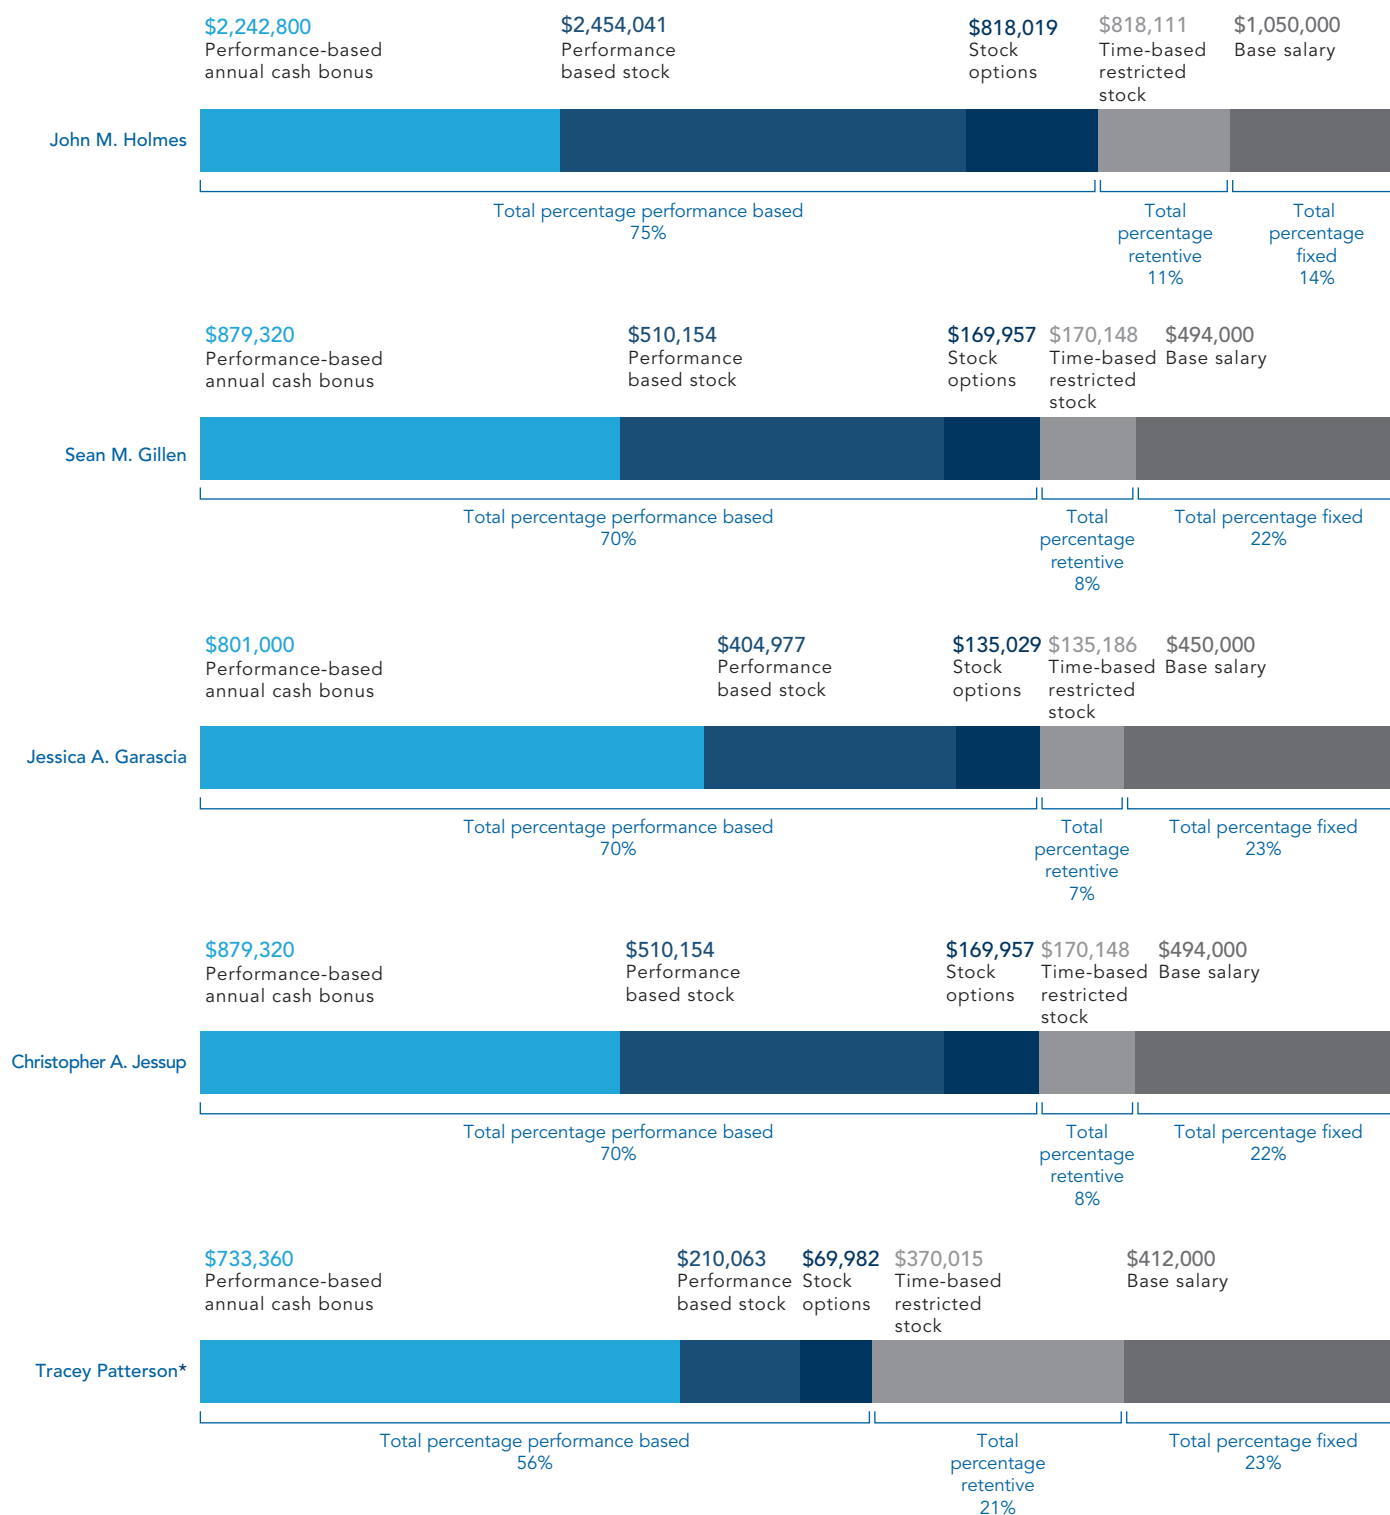 $2,242,800
Performance-based
annual cash bonus
$2,454,041
Performance
based stock
$818,019
Stock
options
$818,111
Time-based
restricted
stock
$1,050,000
Base salary
John M. Holmes
Total percentage performance based
75%
Total
percentage
retentive
11%
Total
percentage
fixed
14%
$879,320
Performance-based
annual cash bonus
$510,154
Performance
based stock
$169,957
Stock
options
$170,148
Time-based
restricted
stock
$494,000
Base salary
Sean M. Gillen
Total percentage performance based
70%
Total
percentage
retentive
8%
Total percentage fixed
22%
$801,000
Performance-based
annual cash bonus
$404,977
Performance
based stock
$135,029
Stock
options
$135,186
Time-based
restricted
stock
$450,000
Base salary
Jessica A. Garascia
Total percentage performance based
70%
Total
percentage
retentive
7%
Total percentage fixed
23%
$879,320
Performance-based
annual cash bonus
$510,154
Performance
based stock
$169,957
Stock
options
$170,148
Time-based
restricted
stock
$494,000
Base salary
Christopher A. Jessup
Total percentage performance based
70%
Total
percentage
retentive
8%
Total percentage fixed
22%
$733,360
Performance-based
annual cash bonus
$210,063
Performance
based stock
$69,982
Stock
options
$370,015
Time-based
restricted
stock
$412,000
Base salary
Tracey Patterson*
Total percentage performance based
56%
Total
percentage
retentive
21%
Total percentage fixed
23%